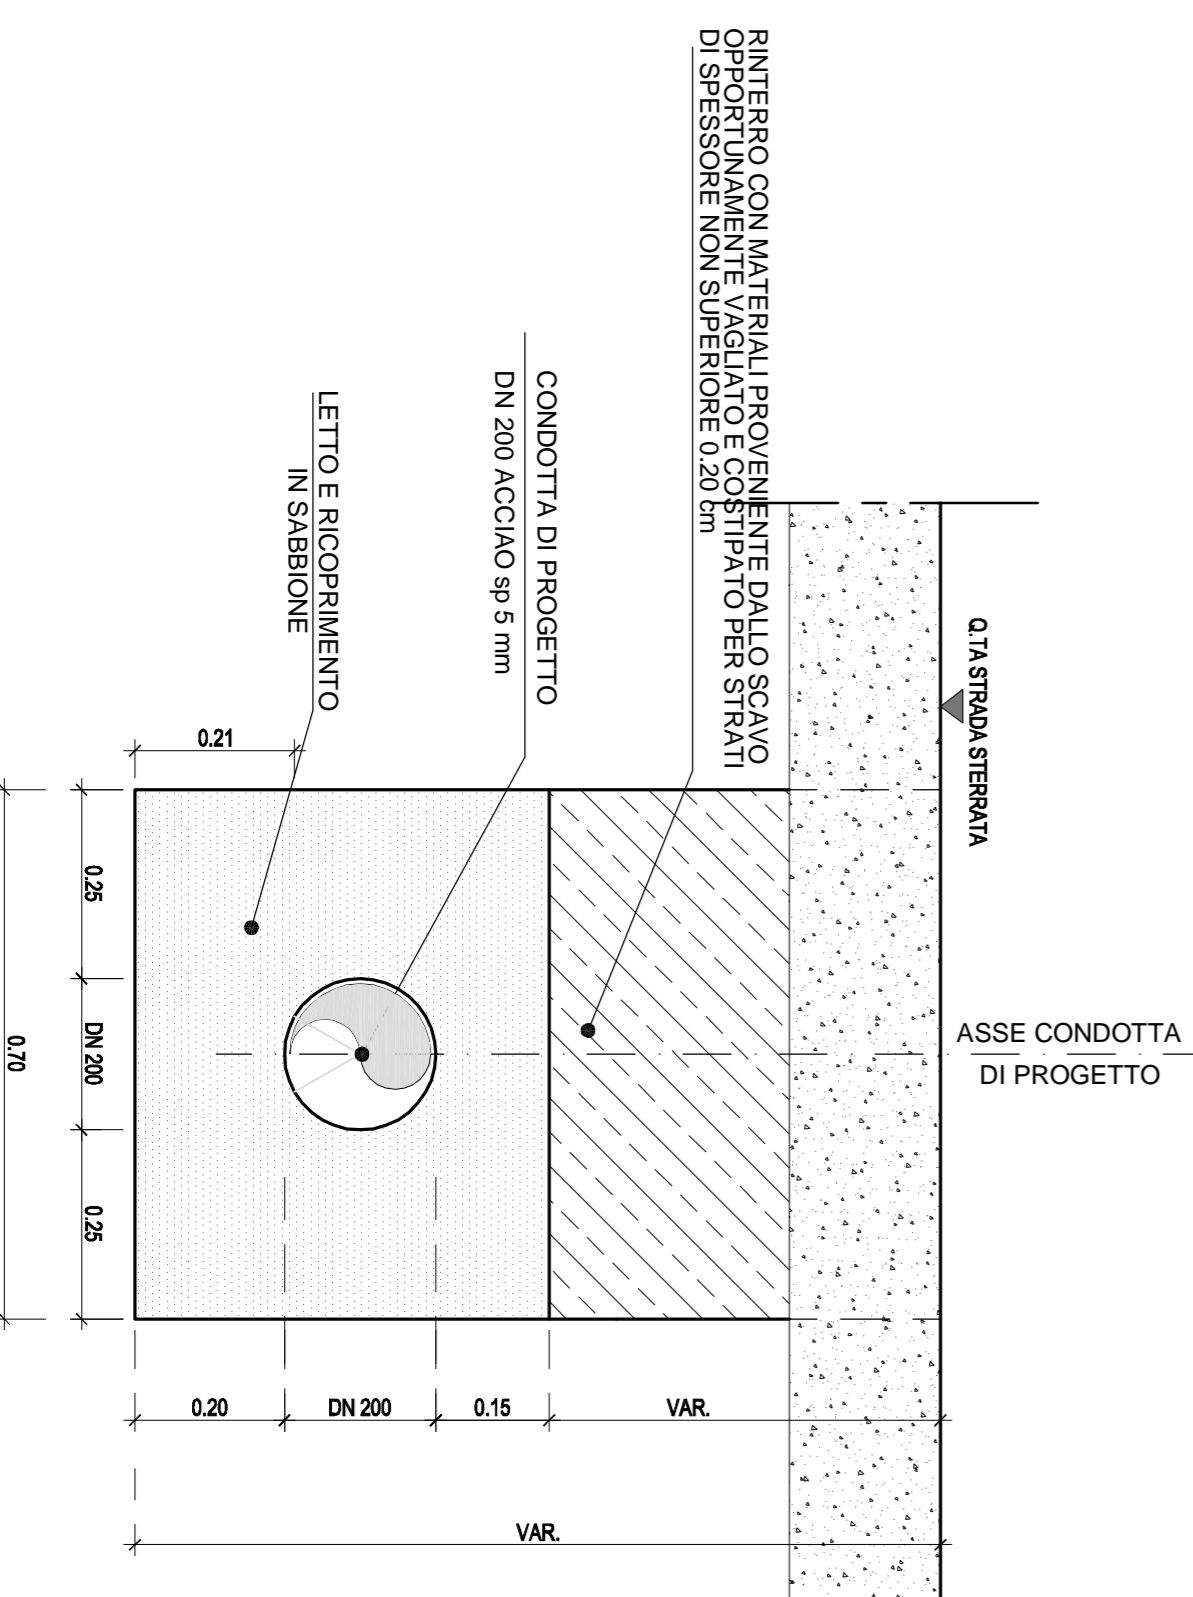 RINTERRO CON MATERIALI PROVENIENTE DALLO SCAVO
OPPORTUNAMENTE VAGLIATO E COSTIPATO PER STRATI
DI SPESSORE NON SUPERIORE 0.20 cm
CONDOTTA DI PROGETTO
DN 200 ACCIAO sp 5 mm
LETTO E RICOPRIMENTO
IN SABBIONE
Q.TA STRADA STERRATA
ASSE CONDOTTA
DI PROGETTO
0.21
0.25
DN 200
0.25
0.70
0.20
DN 200
0.15
VAR.
VAR.